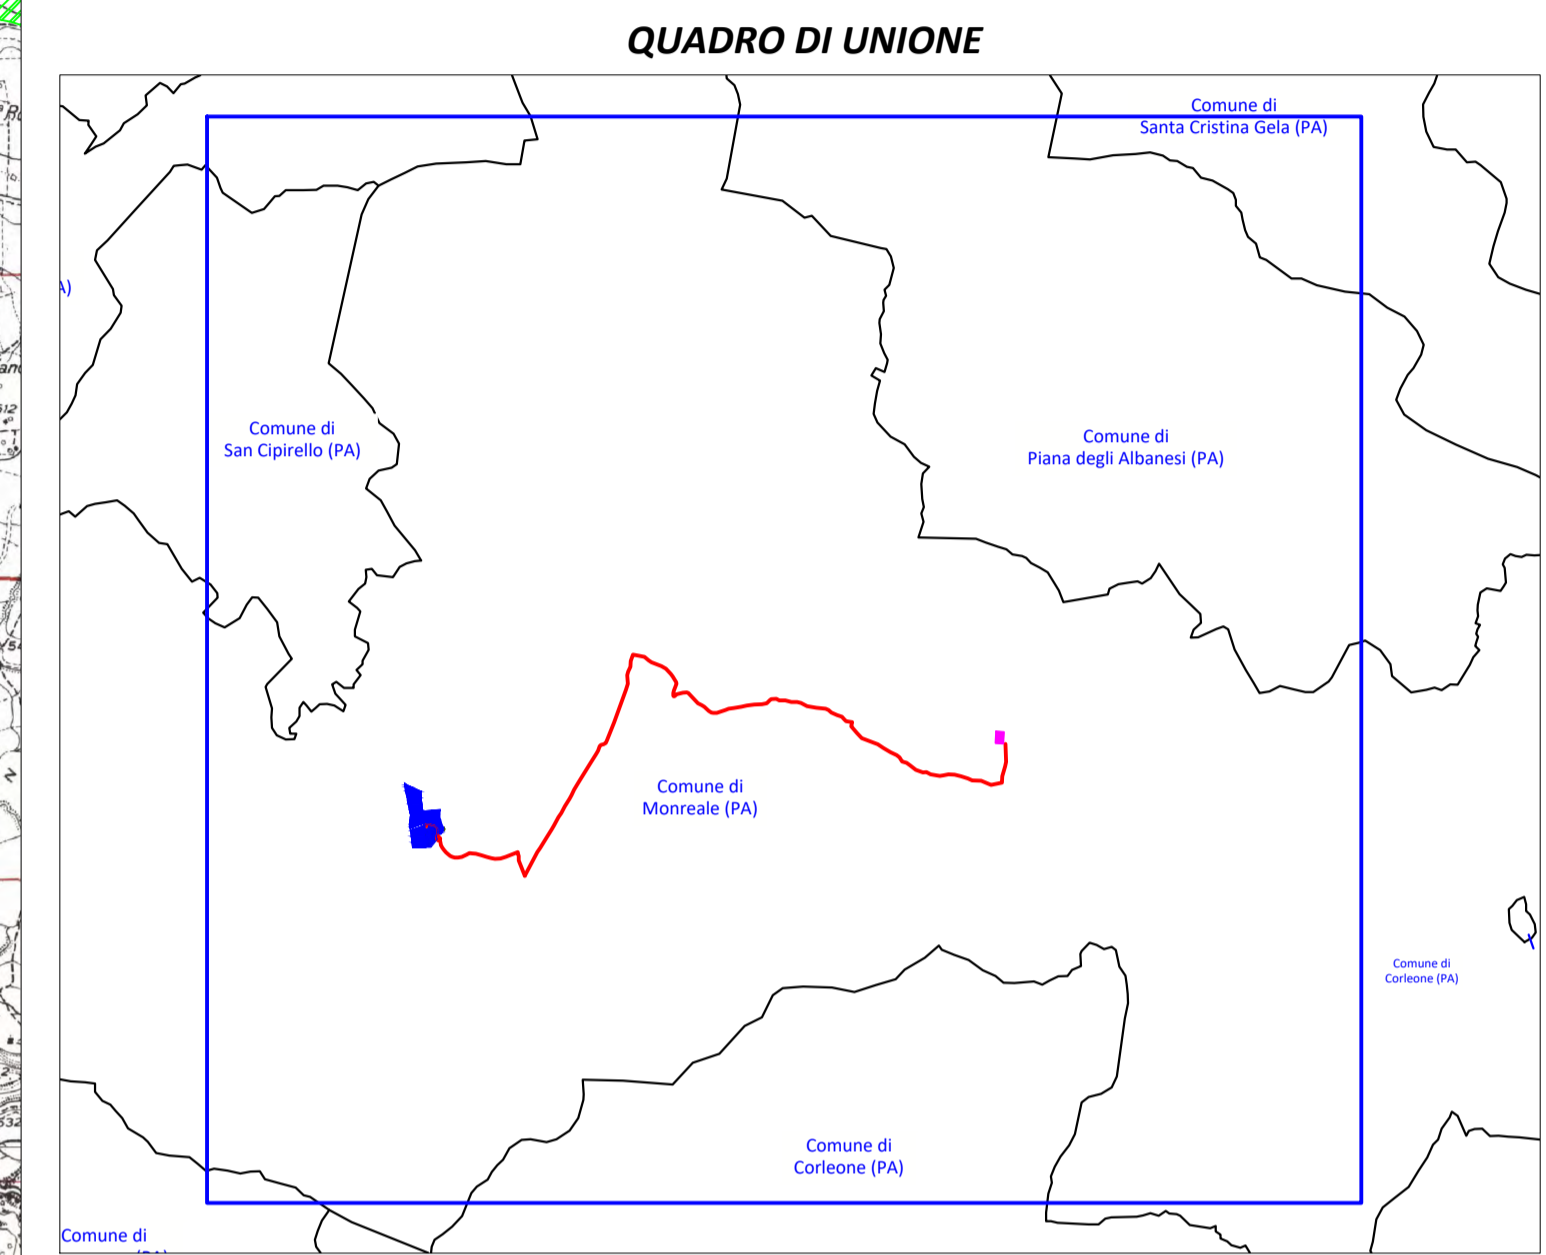 QUADRO DI UNIONE
Comune di
Santa Cristina Gela (PA)
A)
Comune di
San Cipirello (PA)
Comune di
Piana degli Albanesi (PA)
Comune di
Monreale (PA)
Comune di
Corleone (PA)
Comune di
Corleone (PA)
Comune di